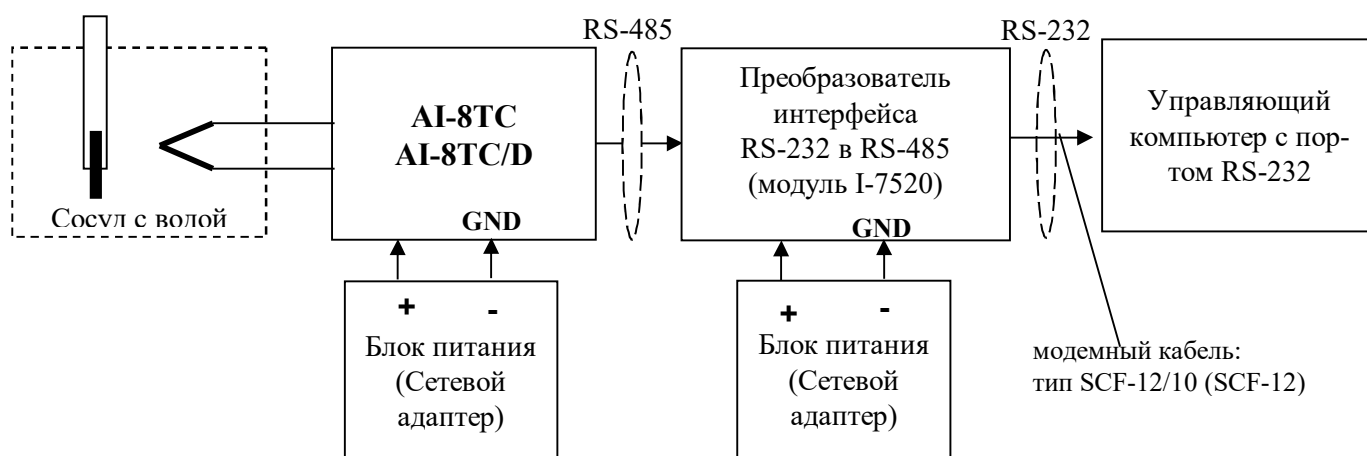 RS-485
RS-232
Сосуд с водой
AI-8TC
AI-8TC/D
GND
Преобразователь
интерфейса
RS-232 в RS-485
(модуль I-7520)
GND
Управляющий
компьютер с пор-
том RS-232
+ -
Блок питания
(Сетевой
адаптер)
+ -
Блок питания
(Сетевой
адаптер)
модемный кабель:
тип SCF-12/10 (SCF-12)